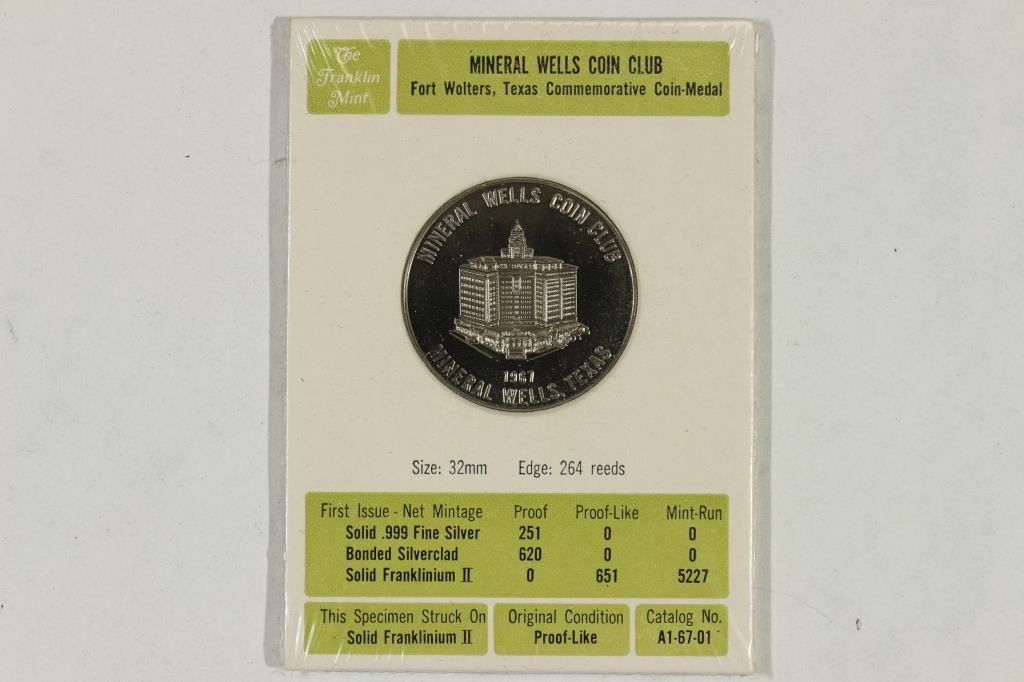 The
Franklin
Mint
MINERAL WELLS COIN CLUB
Fort Wolters, Texas Commemorative Coin-Medal
MINERAL WELLS COIN CLUB
1967
MINERAL WELLS, TEXAS
Size: 32mm Edge: 264 reeds
First Issue - Net Mintage Proof Proof-Like Mint-Run
Solid .999 Fine Silver 251 0 0
Bonded Silverclad 620 0 0
Solid Franklinium II 0 651 5227
This Specimen Struck On
Solid Franklinium II
Original Condition
Proof-Like
Catalog No.
A1-67-01